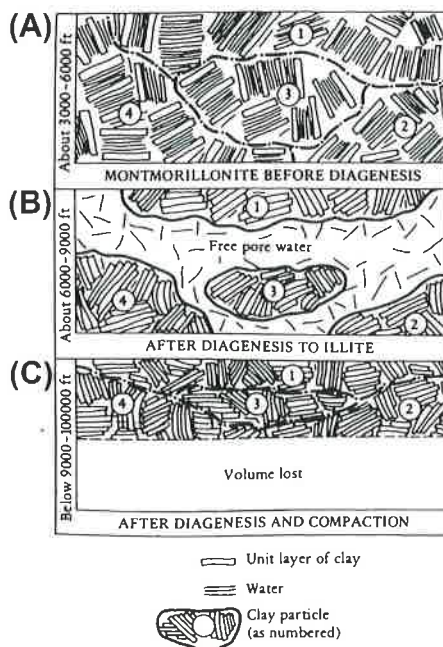 (A)
About 3000-6000 ft
1
3
4
2
MONTMORILLONITE BEFORE DIAGENESIS
(B)
About 6000-9000 ft
1
Free pore water
3
4
2
AFTER DIAGENESIS TO ILLITE
(C)
Below 9000-100000 ft
1
4
3
2
Volume lost
AFTER DIAGENESIS AND COMPACTION
Unit layer of clay
Water
Clay particle
(as numbered)